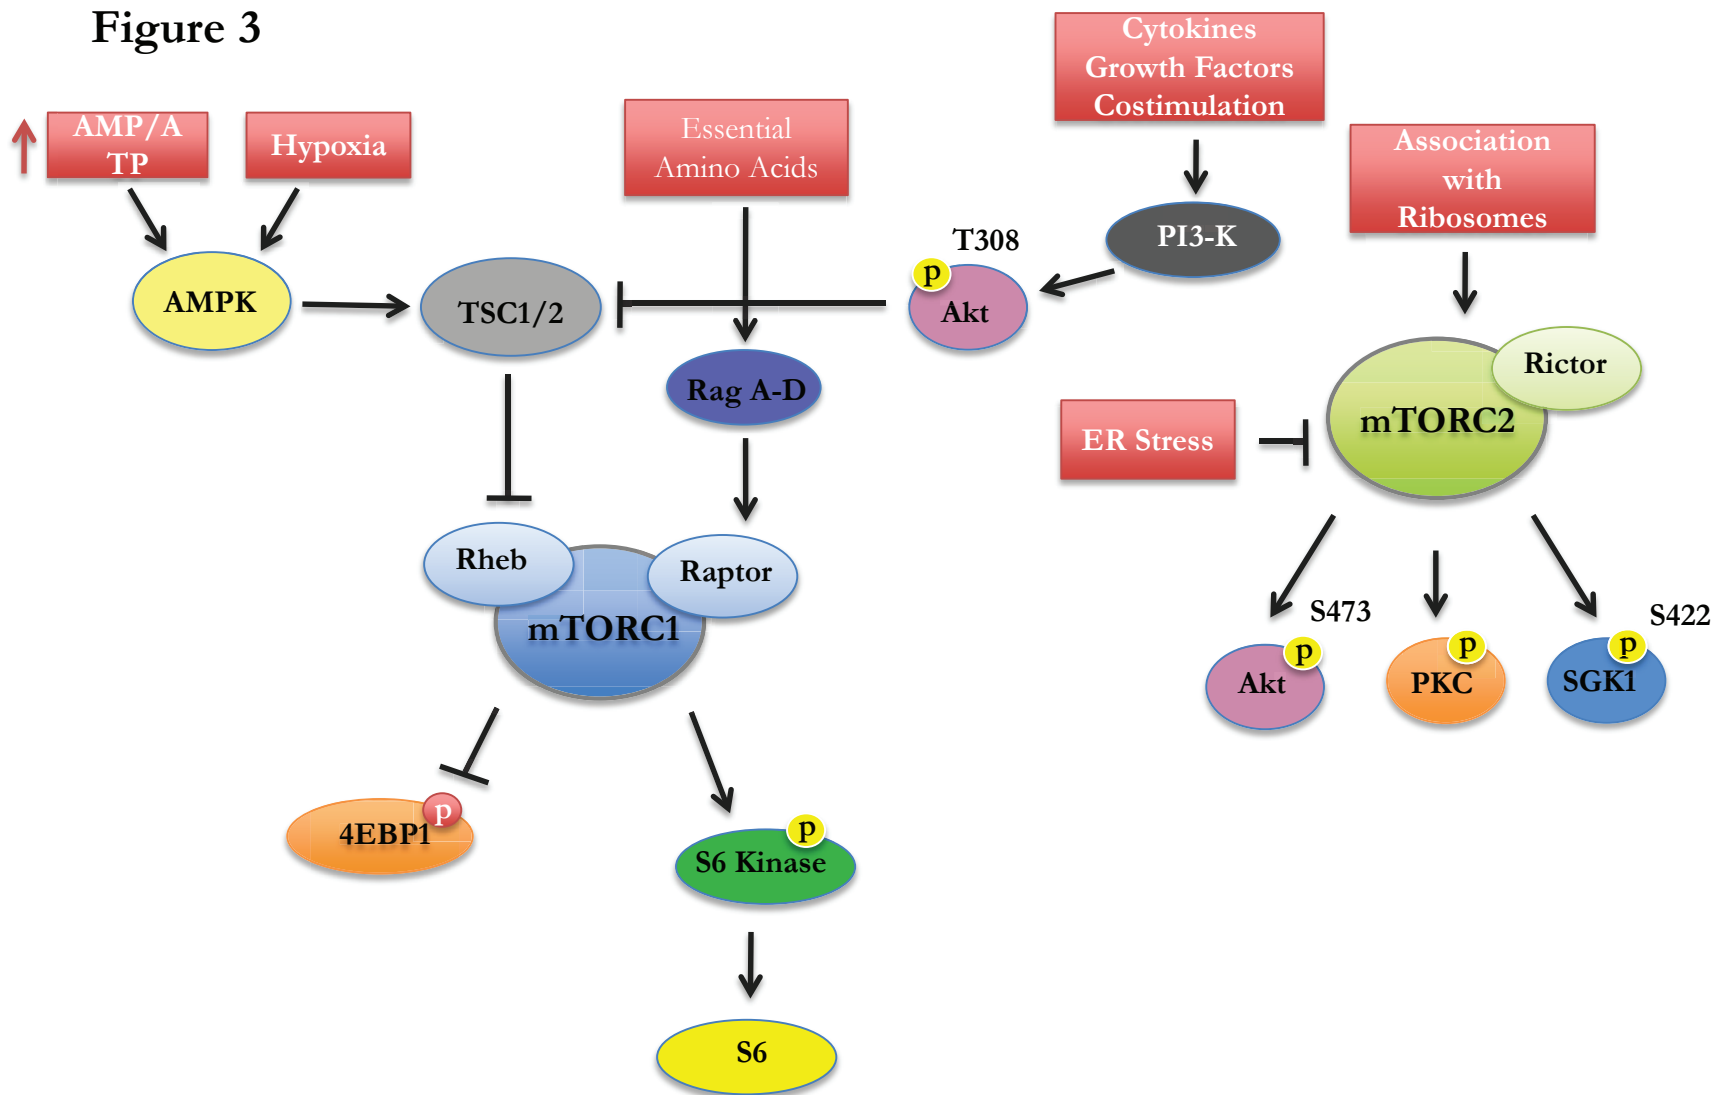 Figure 3
AMP/A
TP
Hypoxia
Essential
Amino Acids
Cytokines
Growth Factors
Costimulation
Association
with
Ribosomes
T308
PI3-K
p
Akt
AMPK
TSC1/2
Rag A-D
Rictor
mTORC2
ER Stress
Rheb
Raptor
mTORC1
S473
S422
p
Akt
p
PKC
p
SGK1
p
4EBP1
p
S6 Kinase
S6